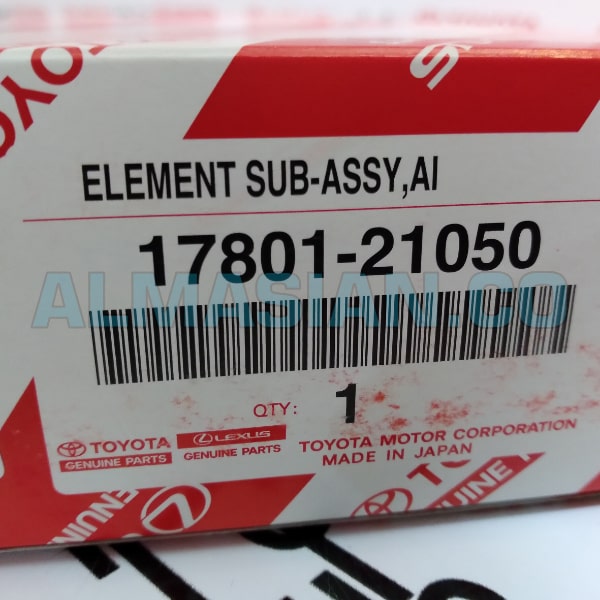 TOYO
S
ELEMENT SUB-ASSY,AI
17801-21050
ALMASIAN.CO
QTY: 1
TOYOTA
GENUINE PARTS
LEXUS
GENUINE PARTS
TOYOTA MOTOR CORPORATION
MADE IN JAPAN